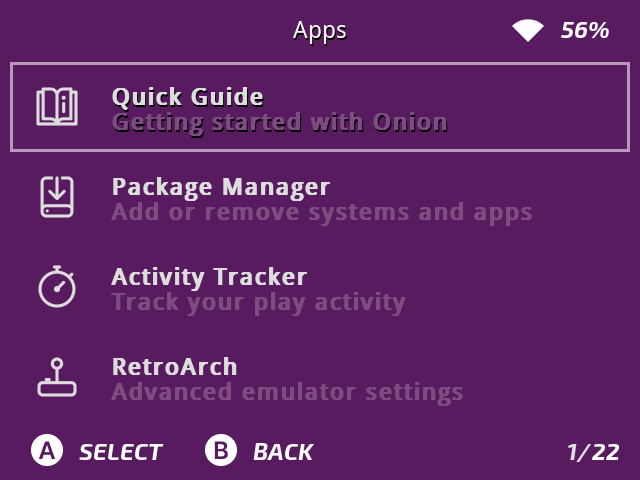 Apps
56%
Quick Guide
Getting started with Onion
Package Manager
Add or remove systems and apps
Activity Tracker
Track your play activity
RetroArch
Advanced emulator settings
A SELECT B BACK 1/22